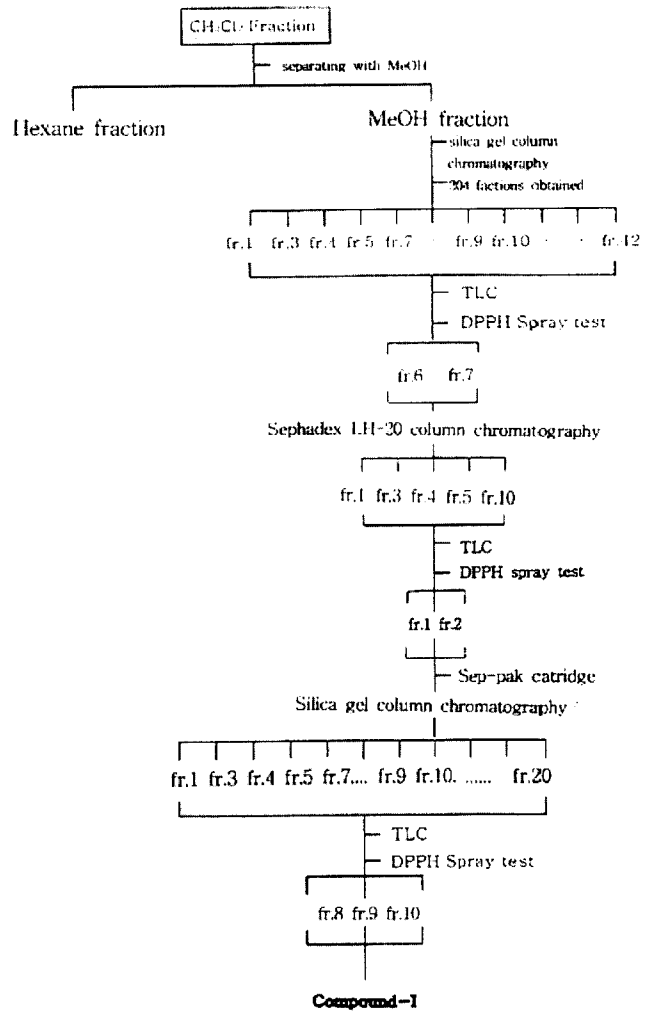 CH₂Cl₂ Fraction
separating with MeOH
Hexane fraction
MeOH fraction
silica gel column
chromatography
204 factions obtained
fr.1 fr.3 fr.4 fr.5 fr.7 . fr.9 fr.10 . . fr.42
TLC
DPPH Spray test
fr.6 fr.7
Sephadex LH-20 column chromatography
fr.1 fr.3 fr.4 fr.5 fr.10
TLC
DPPH spray test
fr.1 fr.2
Sep-pak catridge
Silica gel column chromatography
fr.1 fr.3 fr.4 fr.5 fr.7.... fr.9 fr.10. ...... fr.20
TLC
DPPH Spray test
fr.8 fr.9 fr.10
Compound-I